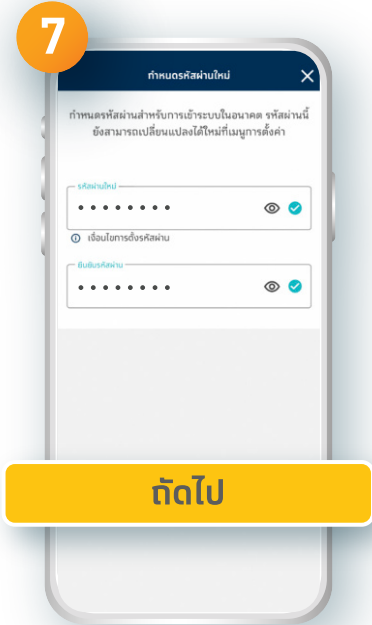 7
กำหนดรหัสผ่านใหม่
กำหนดรหัสผ่านสำหรับการเข้าระบบในอนาคต รหัสผ่านนี้
ยังสามารถเปลี่ยนแปลงได้ใหม่ที่เมนูการตั้งค่า
รหัสผ่านใหม่
เงื่อนไขการตั้งรหัสผ่าน
ยืนยันรหัสผ่าน
ถัดไป